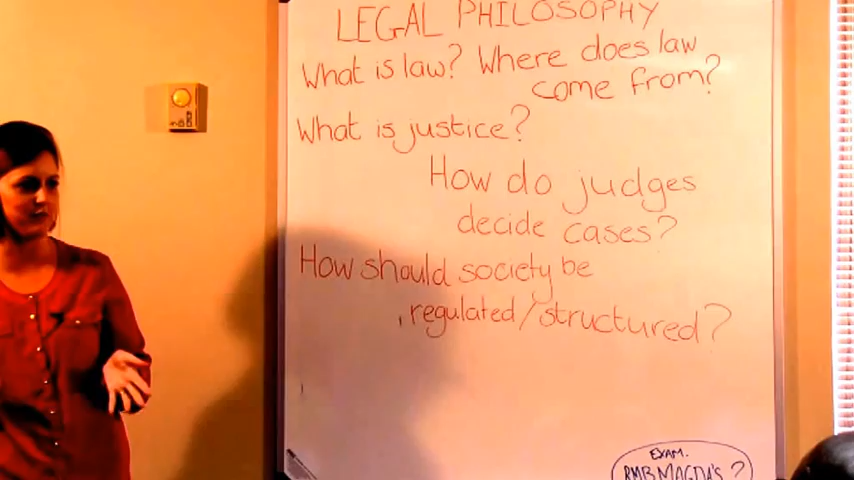 LEGAL PHILOSOPHY
What is law? Where does law
come from?
What is justice?
How do judges
decide cases?
How should society be
regulated/structured?
EXAM.
RMB MAGDA'S?